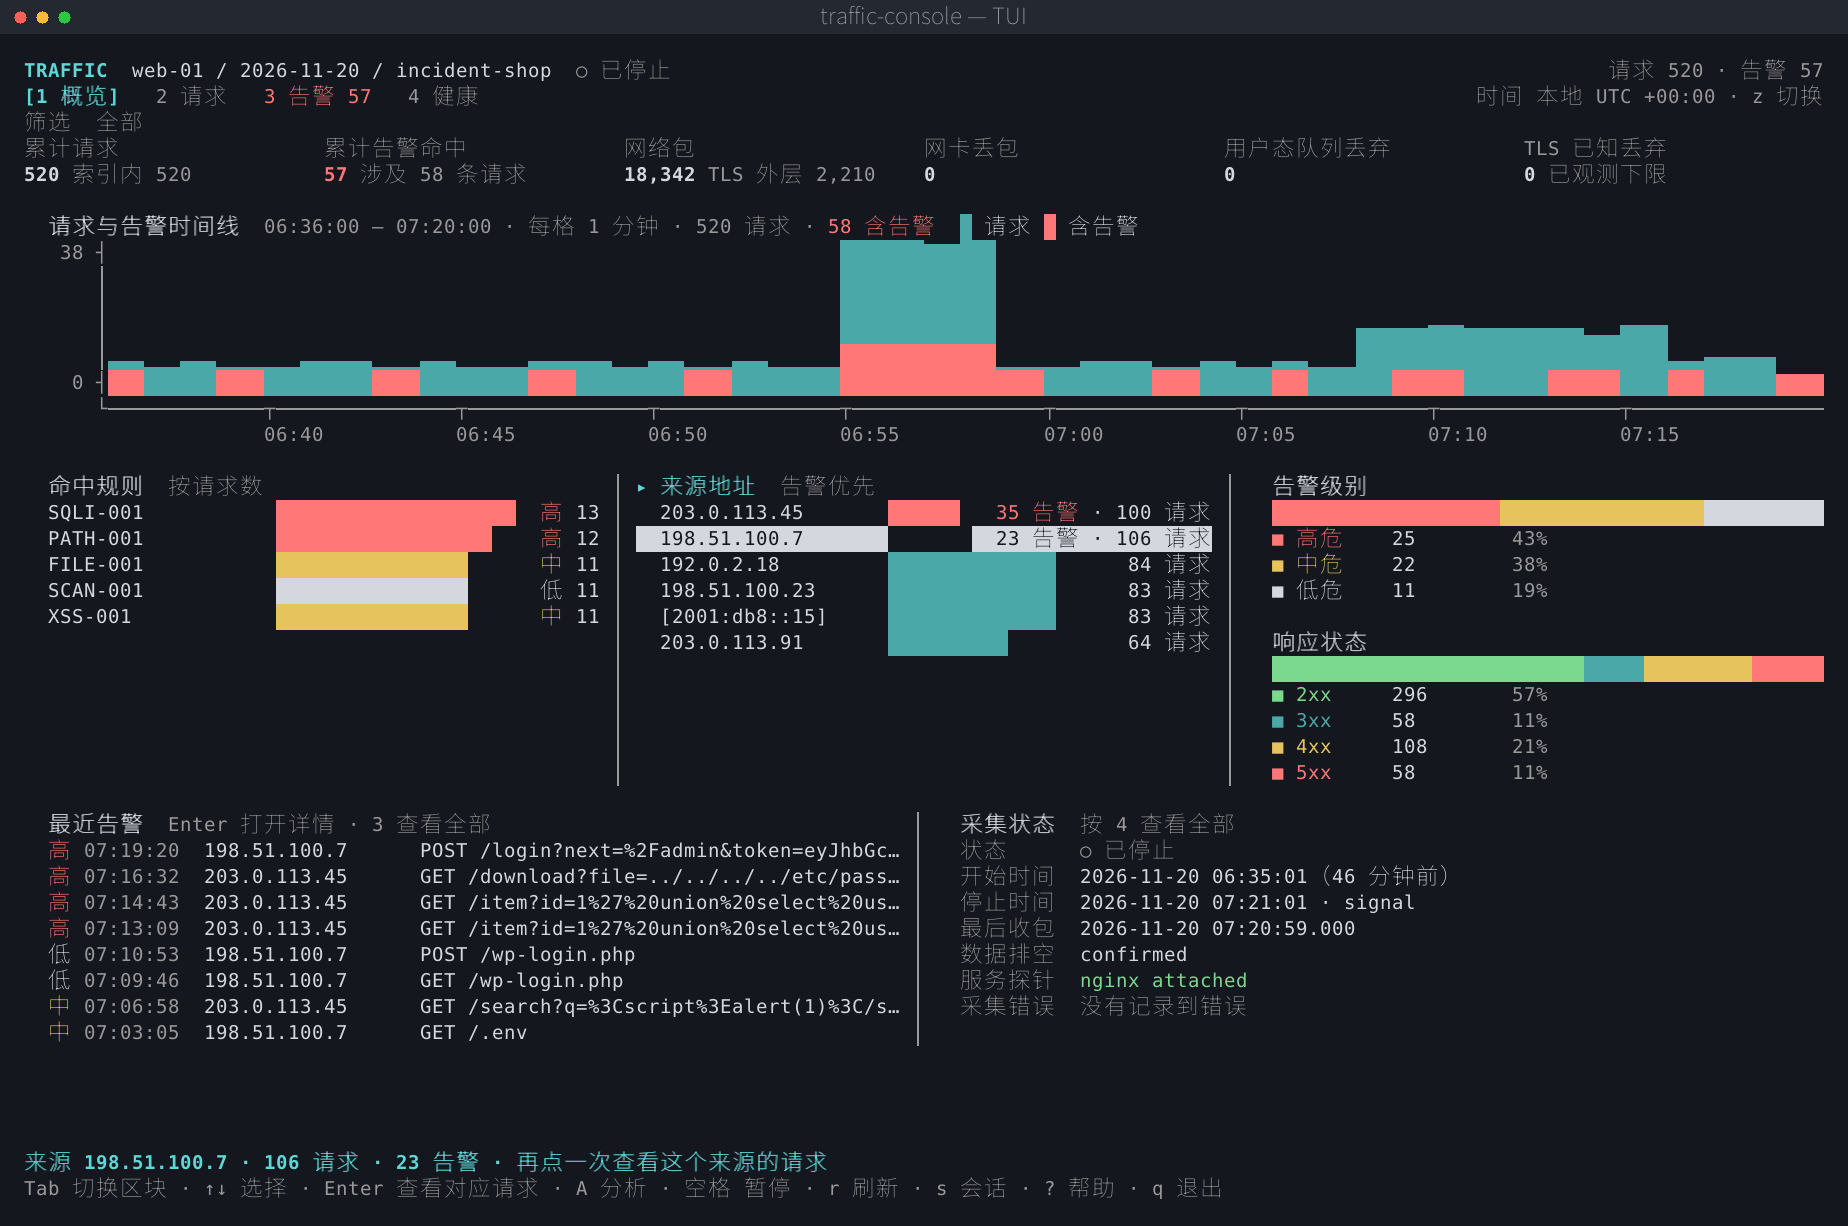 traffic-console — TUI
TRAFFIC web-01 / 2026-11-20 / incident-shop ○ 已停止 请求 520 · 告警 57
[1 概览] 2 请求 3 告警 57 4 健康 时间 本地 UTC +00:00 · z 切换
筛选 全部
累计请求 累计告警命中 网络包 网卡丢包 用户态队列丢弃 TLS 已知丢弃
520 索引内 520 57 涉及 58 条请求 18,342 TLS 外层 2,210 0 0 0 已观测下限
请求与告警时间线 06:36:00 — 07:20:00 · 每格 1 分钟 · 520 请求 · 58 含告警 请求 含告警
38
0
06:40 06:45 06:50 06:55 07:00 07:05 07:10 07:15
命中规则 按请求数
SQLI-001 高 13
PATH-001 高 12
FILE-001 中 11
SCAN-001 低 11
XSS-001 中 11
▸ 来源地址 告警优先
203.0.113.45 35 告警 · 100 请求
198.51.100.7 23 告警 · 106 请求
192.0.2.18 84 请求
198.51.100.23 83 请求
[2001:db8::15] 83 请求
203.0.113.91 64 请求
告警级别
■ 高危 25 43%
■ 中危 22 38%
■ 低危 11 19%
响应状态
■ 2xx 296 57%
■ 3xx 58 11%
■ 4xx 108 21%
■ 5xx 58 11%
最近告警 Enter 打开详情 · 3 查看全部
高 07:19:20 198.51.100.7 POST /login?next=%2Fadmin&token=eyJhbGc…
高 07:16:32 203.0.113.45 GET /download?file=../../../../etc/pass…
高 07:14:43 203.0.113.45 GET /item?id=1%27%20union%20select%20us…
高 07:13:09 203.0.113.45 GET /item?id=1%27%20union%20select%20us…
低 07:10:53 198.51.100.7 POST /wp-login.php
低 07:09:46 198.51.100.7 GET /wp-login.php
中 07:06:58 203.0.113.45 GET /search?q=%3Cscript%3Ealert(1)%3C/s…
中 07:03:05 198.51.100.7 GET /.env
采集状态 按 4 查看全部
状态 ○ 已停止
开始时间 2026-11-20 06:35:01（46 分钟前）
停止时间 2026-11-20 07:21:01 · signal
最后收包 2026-11-20 07:20:59.000
数据排空 confirmed
服务探针 nginx attached
采集错误 没有记录到错误
来源 198.51.100.7 · 106 请求 · 23 告警 · 再点一次查看这个来源的请求
Tab 切换区块 · ↑↓ 选择 · Enter 查看对应请求 · A 分析 · 空格 暂停 · r 刷新 · s 会话 · ? 帮助 · q 退出